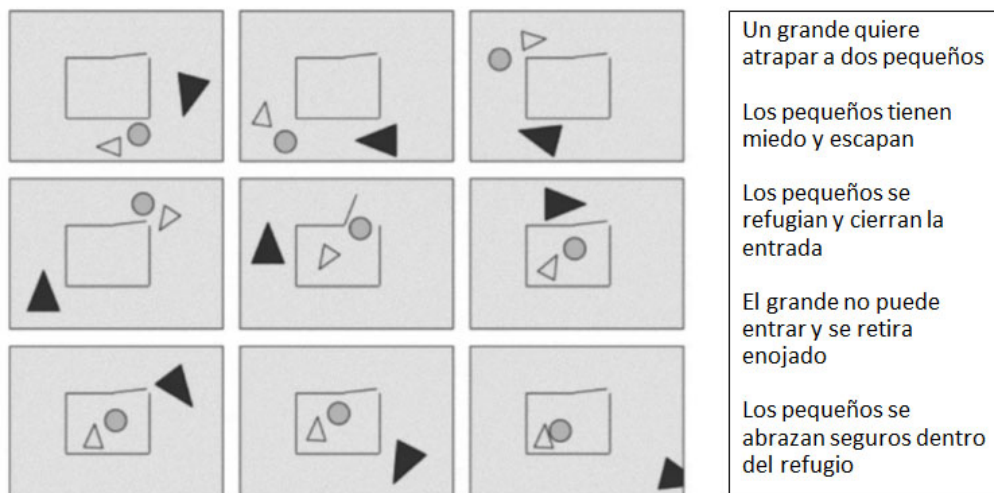 Un grande quiere
atrapar a dos pequeños
Los pequeños tienen
miedo y escapan
Los pequeños se
refugian y cierran la
entrada
El grande no puede
entrar y se retira
enojado
Los pequeños se
abrazan seguros dentro
del refugio